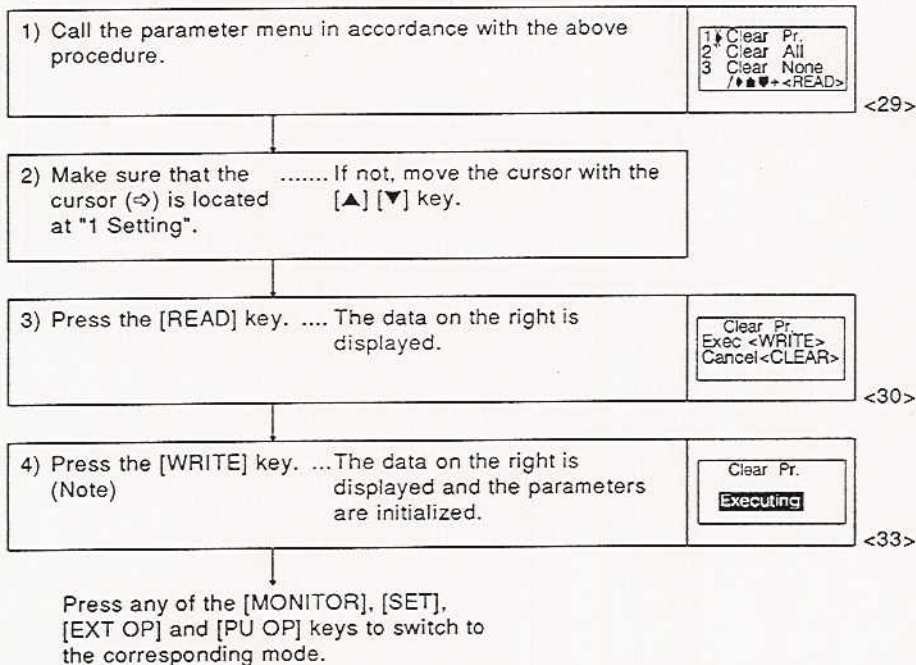 1) Call the parameter menu in accordance with the above
procedure.
1 Clear Pr.
2 Clear All
3 Clear None
<READ>
<29>
2) Make sure that the ....... If not, move the cursor with the
cursor (⇨) is located [▲] [▼] key.
at "1 Setting".
3) Press the [READ] key. .... The data on the right is
displayed.
Clear Pr.
Exec <WRITE>
Cancel<CLEAR>
<30>
4) Press the [WRITE] key. ...The data on the right is
(Note) displayed and the parameters
are initialized.
Clear Pr.
Executing
<33>
Press any of the [MONITOR], [SET],
[EXT OP] and [PU OP] keys to switch to
the corresponding mode.